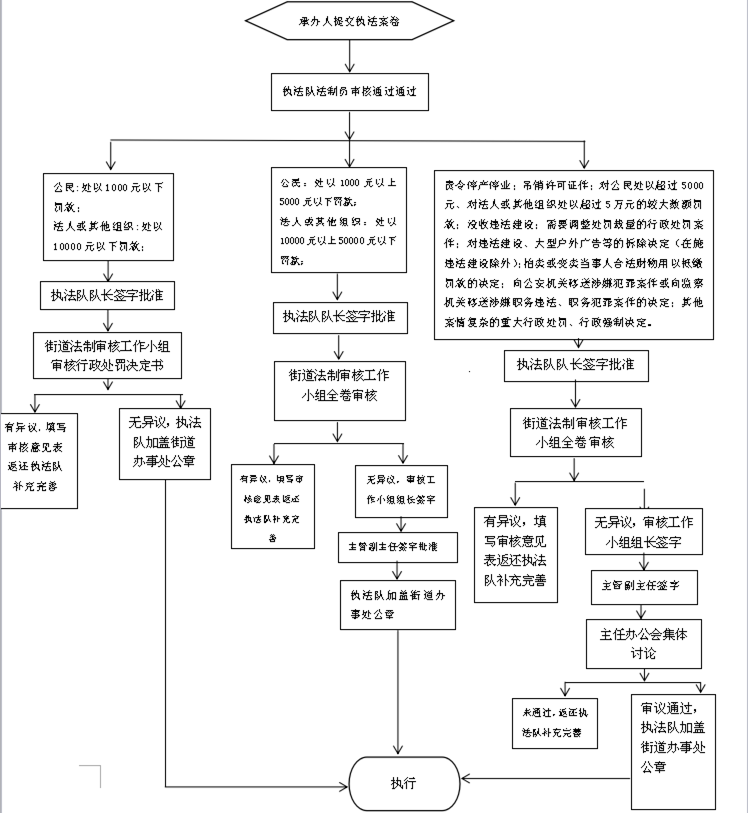 承办人提交执法案卷
执法队法制员审核通过通过
公民:处以1000元以下
罚款;
法人或其他组织:处以
10000元以下罚款;
执法队队长签字批准
街道法制审核工作小组
审核行政处罚决定书
有异议,填写
审核意见表
返还执法队
补充完善
无异议,执法
队加盖街道
办事处公章
公民：处以1000元以上
5000元以下罚款;
法人或其他组织：处以
10000元以上50000元以下
罚款;
执法队队长签字批准
街道法制审核工作
小组全卷审核
有异议,填写审
核意见表返还
执法队补充完
善
无异议,审核工
作小组组长签字
主管副主任签字批准
执法队加盖街道办
事处公章
责令停产停业；吊销许可证件；对公民处以超过5000
元、对法人或其他组织处以超过5万元的较大数额罚
款；没收违法建设；需要调整处罚裁量的行政处罚案
件；对违法建设、大型户外广告等的拆除决定（在施
违法建设除外）；拍卖或变卖当事人合法财物用以抵缴
罚款的决定；向公安机关移送涉嫌犯罪案件或向监察
机关移送涉嫌职务违法、职务犯罪案件的决定；其他
案情复杂的重大行政处罚、行政强制决定。
执法队队长签字批准
街道法制审核工作
小组全卷审核
有异议，填
写审核意见
表返还执法
队补充完善
无异议，审核工作
小组组长签字
主管副主任签字
主任办公会集体
讨论
未通过,返还执
法队补充完善
审议通过，
执法队加盖
街道办事处
公章
执行